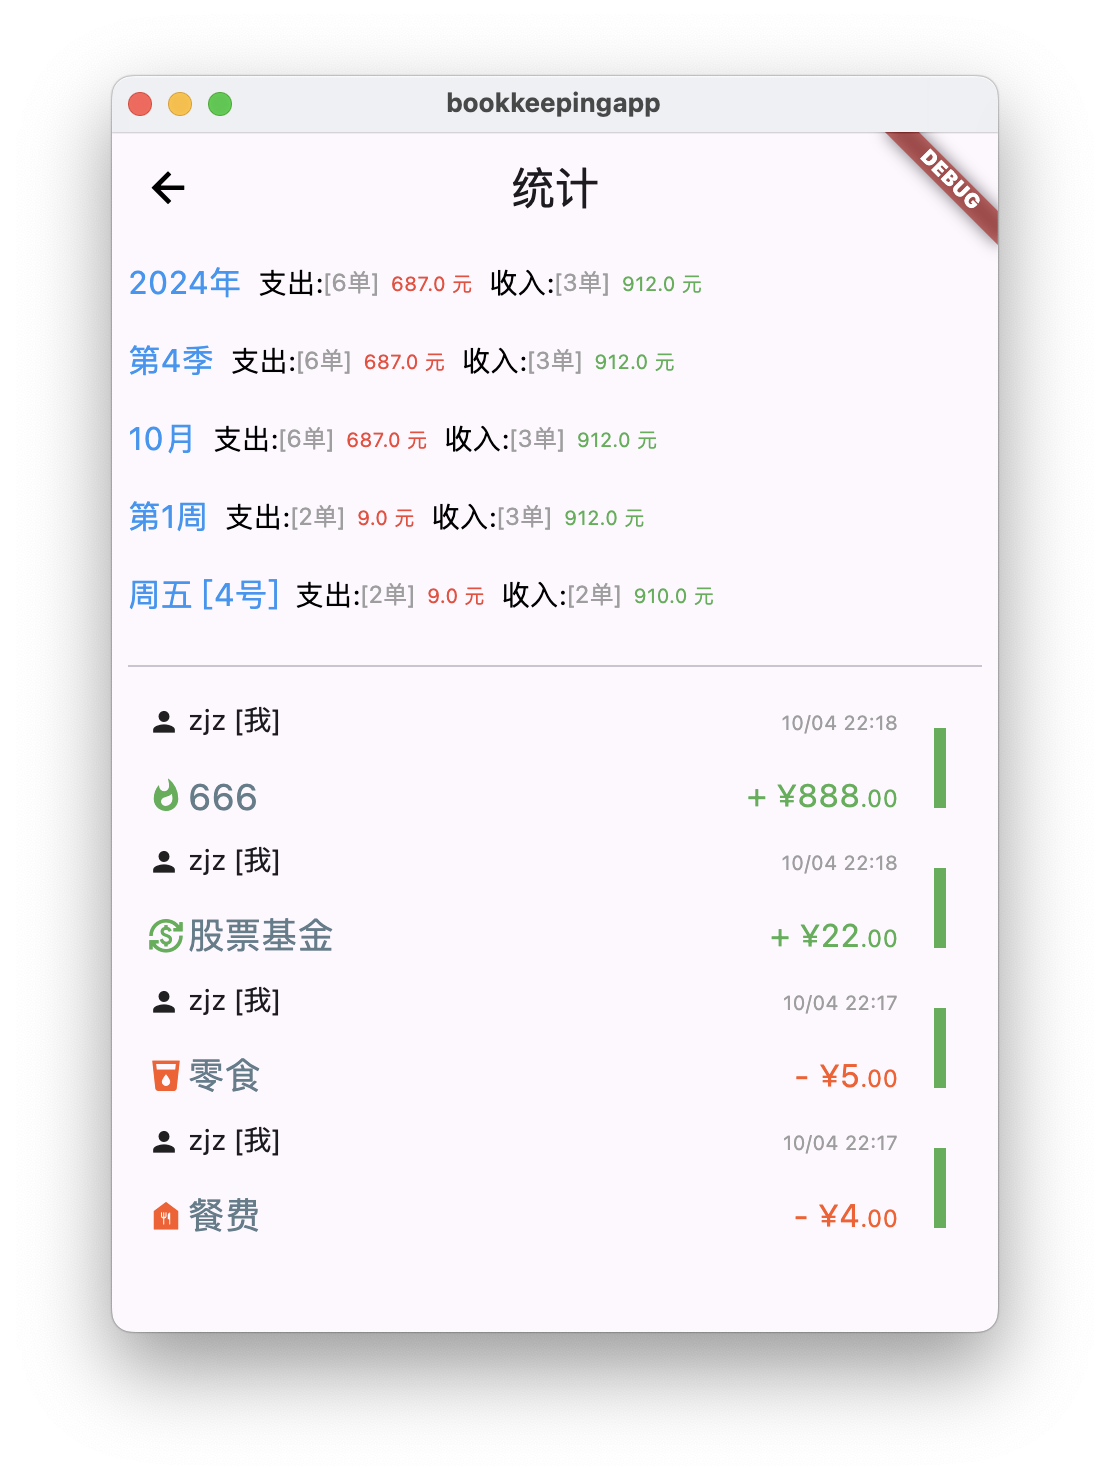 bookkeepingapp
DEBUG
统计
2024年 支出:[6单] 687.0 元 收入:[3单] 912.0 元
第4季 支出:[6单] 687.0 元 收入:[3单] 912.0 元
10月 支出:[6单] 687.0 元 收入:[3单] 912.0 元
第1周 支出:[2单] 9.0 元 收入:[3单] 912.0 元
周五 [4号] 支出:[2单] 9.0 元 收入:[2单] 910.0 元
zjz [我] 10/04 22:18
666 + ¥888.00
zjz [我] 10/04 22:18
股票基金 + ¥22.00
zjz [我] 10/04 22:17
零食 - ¥5.00
zjz [我] 10/04 22:17
餐费 - ¥4.00